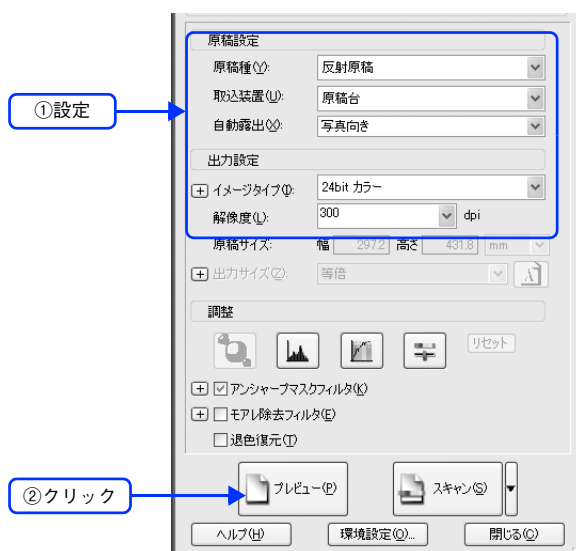 原稿設定
原稿種(Y): 反射原稿
取込装置(U): 原稿台
自動露出(X): 写真向き
①設定
出力設定
イメージタイプ(I): 24bit カラー
解像度(L): 300 dpi
原稿サイズ: 幅 297.2 高さ 431.8 mm
出力サイズ(Z): 等倍
調整
リセット
アンシャープマスクフィルタ(K)
モアレ除去フィルタ(E)
退色復元(T)
②クリック
プレビュー(P) スキャン(S)
ヘルプ(H) 環境設定(O)... 閉じる(C)